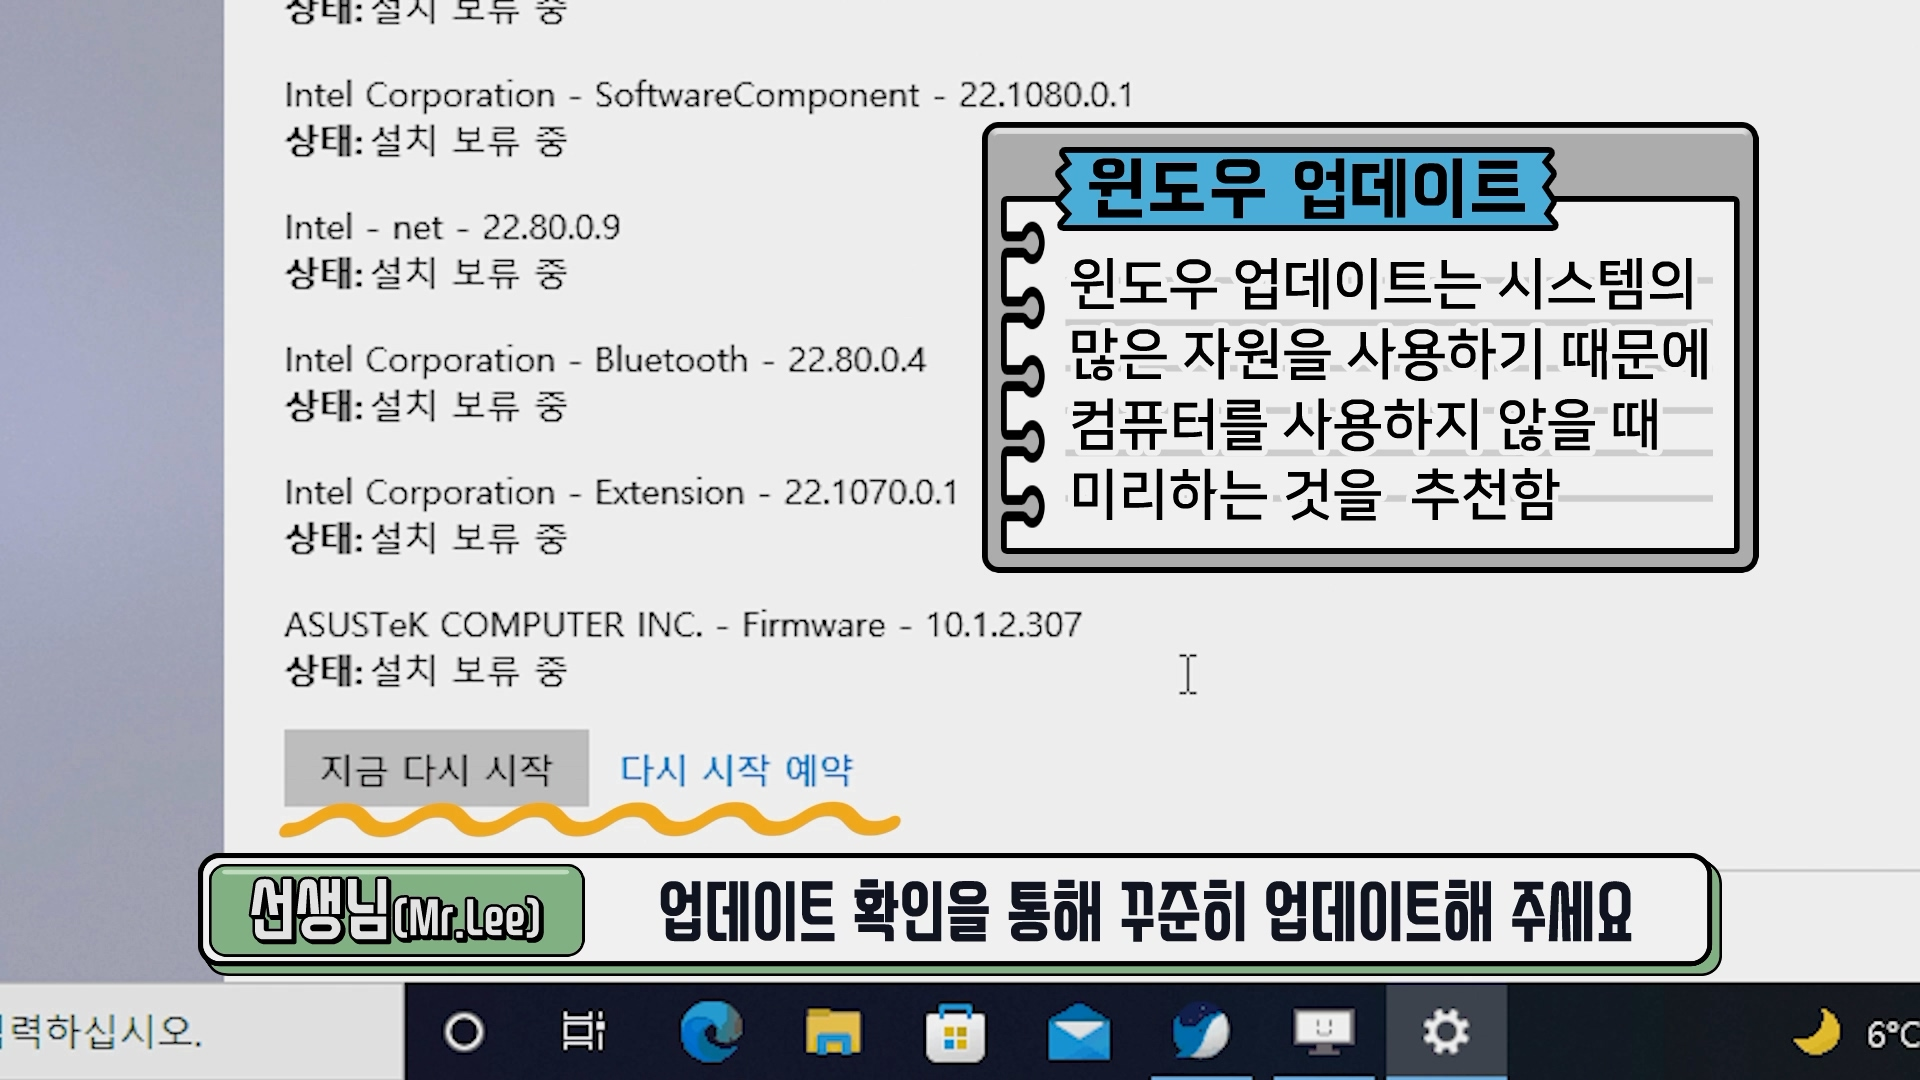 상태: 설치 보류 중
Intel Corporation - SoftwareComponent - 22.1080.0.1
상태: 설치 보류 중
Intel - net - 22.80.0.9
상태: 설치 보류 중
Intel Corporation - Bluetooth - 22.80.0.4
상태: 설치 보류 중
Intel Corporation - Extension - 22.1070.0.1
상태: 설치 보류 중
ASUSTeK COMPUTER INC. - Firmware - 10.1.2.307
상태: 설치 보류 중
지금 다시 시작 다시 시작 예약
윈도우 업데이트
윈도우 업데이트는 시스템의
많은 자원을 사용하기 때문에
컴퓨터를 사용하지 않을 때
미리하는 것을 추천함
선생님(Mr.Lee) 업데이트 확인을 통해 꾸준히 업데이트해 주세요
력하십시오.
6°C